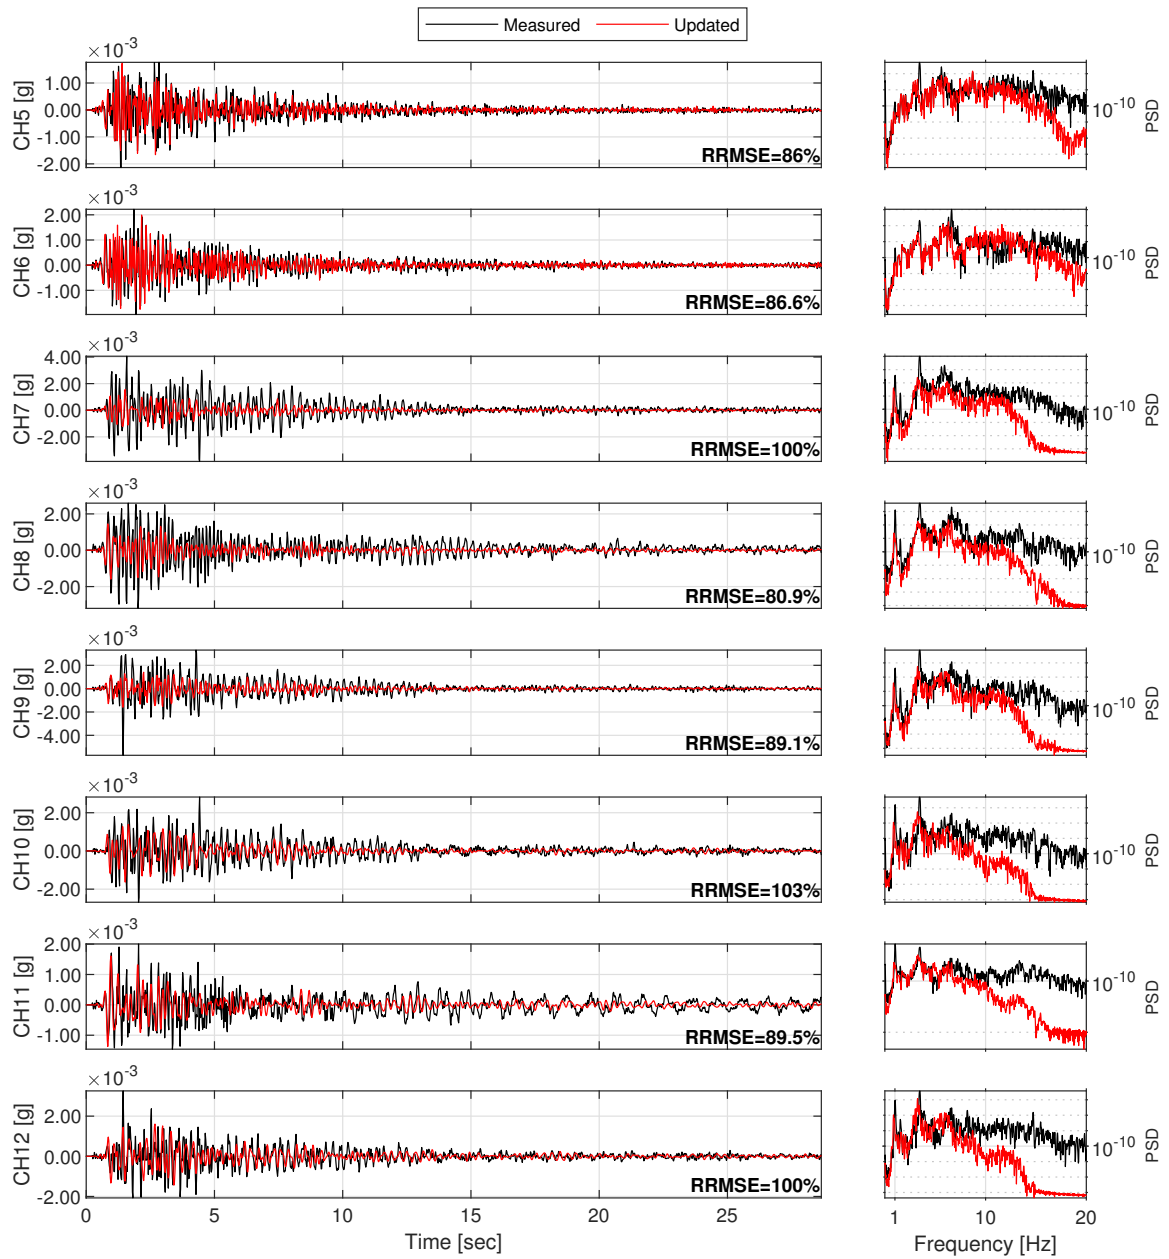 Measured Updated
×10-3
CH5 [g]
1.00
0.00
-1.00
-2.00
RRMSE=86%
10-10
PSD
×10-3
CH6 [g]
2.00
1.00
0.00
-1.00
RRMSE=86.6%
10-10
PSD
×10-3
CH7 [g]
4.00
2.00
0.00
-2.00
RRMSE=100%
10-10
PSD
×10-3
CH8 [g]
2.00
0.00
-2.00
RRMSE=80.9%
10-10
PSD
×10-3
CH9 [g]
2.00
0.00
-2.00
-4.00
RRMSE=89.1%
10-10
PSD
×10-3
CH10 [g]
2.00
0.00
-2.00
RRMSE=103%
10-10
PSD
×10-3
CH11 [g]
2.00
1.00
0.00
-1.00
RRMSE=89.5%
10-10
PSD
×10-3
CH12 [g]
2.00
0.00
-2.00
RRMSE=100%
10-10
PSD
0 5 10 15 20 25
Time [sec]
1 10 20
Frequency [Hz]